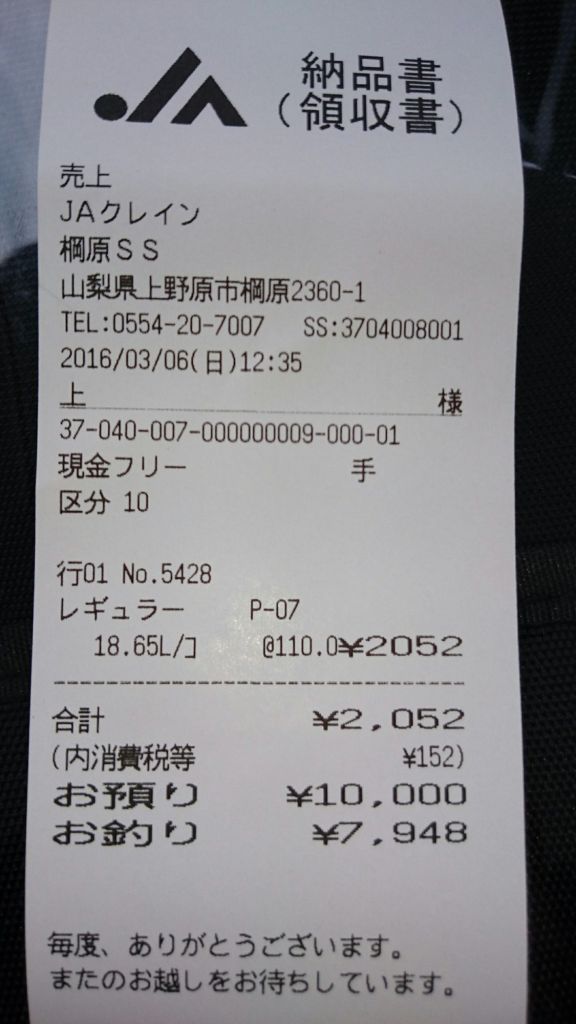 JA 納品書
(領収書)
売上
JAクレイン
棡原SS
山梨県上野原市棡原2360-1
TEL:0554-20-7007 SS:3704008001
2016/03/06(日)12:35
上 様
37-040-007-000000009-000-01
現金フリー 手
区分 10
行01 No.5428
レギュラー P-07
18.65L/コ @110.0¥2052
合計 ¥2,052
(内消費税等 ¥152)
お預り ¥10,000
お釣り ¥7,948
毎度、ありがとうございます。
またのお越しをお待ちしています。